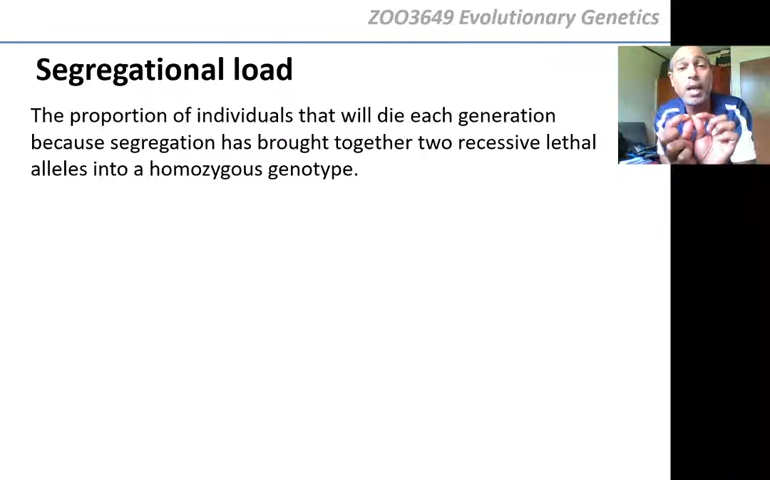 ZOO3649 Evolutionary Genetics
Segregational load
The proportion of individuals that will die each generation
because segregation has brought together two recessive lethal
alleles into a homozygous genotype.